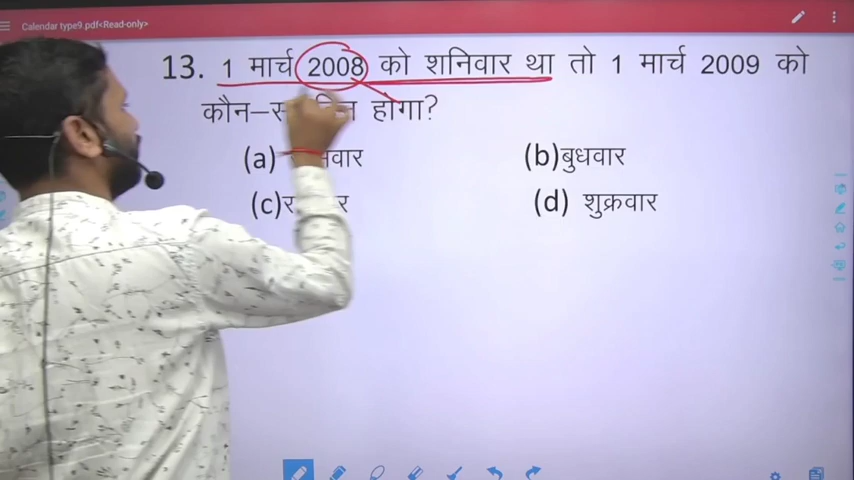 Calendar type9.pdf<Read-only>
13. 1 मार्च 2008 को शनिवार था तो 1 मार्च 2009 को
कौन-स होगा?
(a) (b)बुधवार
(c) (d) शुक्रवार